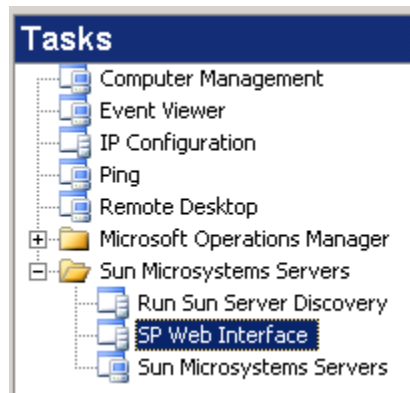 Tasks
Computer Management
Event Viewer
IP Configuration
Ping
Remote Desktop
Microsoft Operations Manager
Sun Microsystems Servers
Run Sun Server Discovery
SP Web Interface
Sun Microsystems Servers